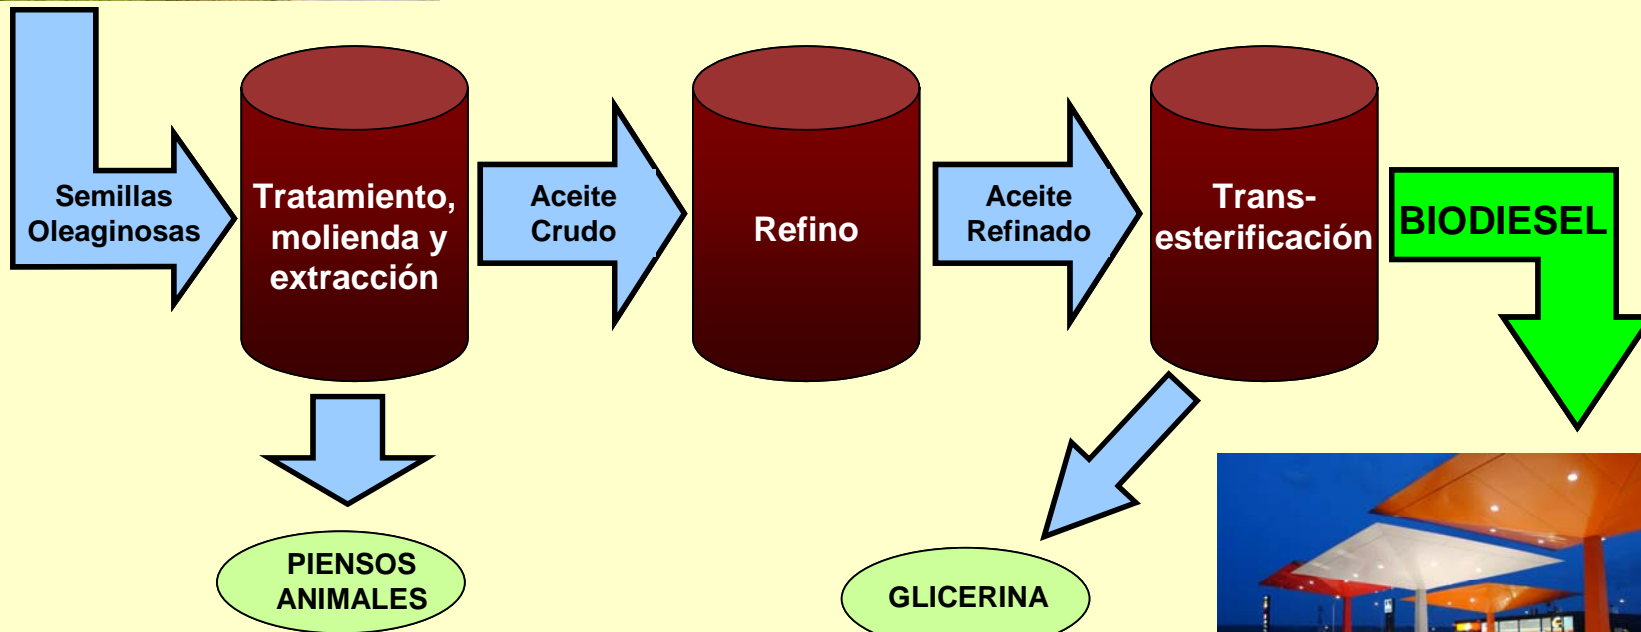 Semillas
Oleaginosas
Tratamiento,
molienda y
extracción
Aceite
Crudo
Refino
Aceite
Refinado
Trans-
esterificación
BIODIESEL
PIENSOS
ANIMALES
GLICERINA